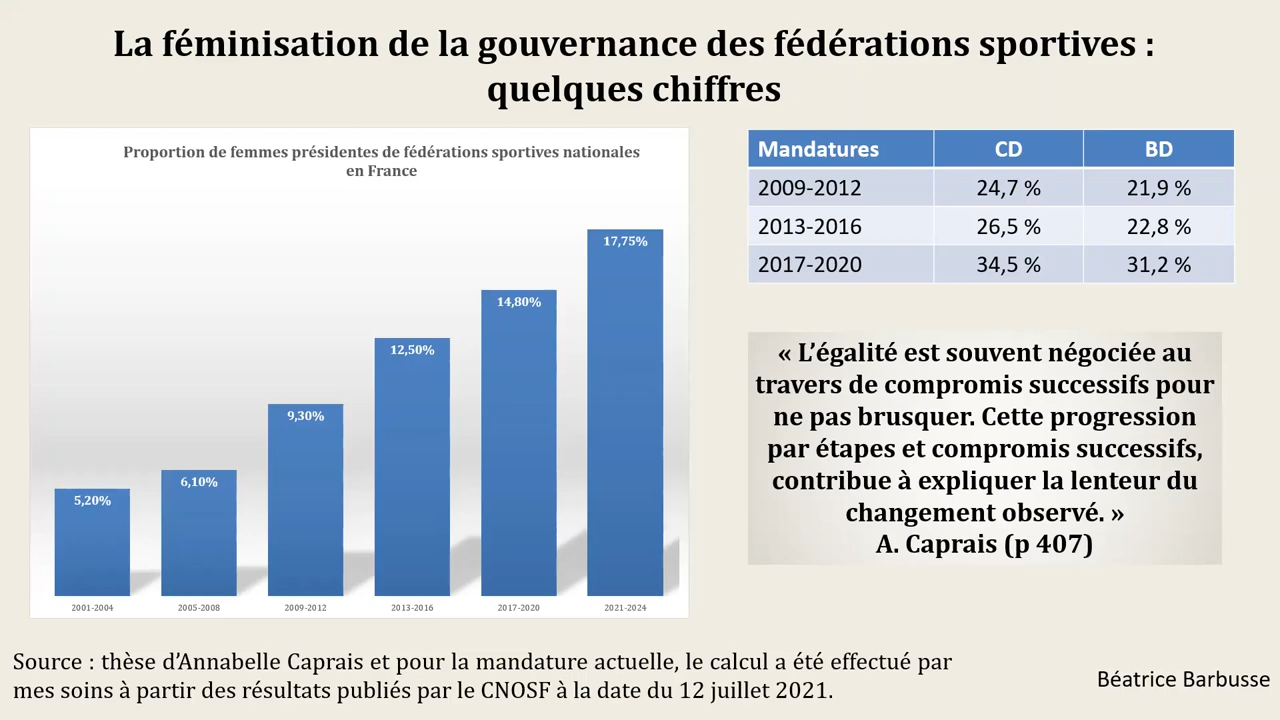 La féminisation de la gouvernance des fédérations sportives :
quelques chiffres
Proportion de femmes présidentes de fédérations sportives nationales
en France
5,20%
6,10%
9,30%
12,50%
14,80%
17,75%
2001-2004
2005-2008
2009-2012
2013-2016
2017-2020
2021-2024
Mandatures CD BD
2009-2012 24,7 % 21,9 %
2013-2016 26,5 % 22,8 %
2017-2020 34,5 % 31,2 %
« L’égalité est souvent négociée au
travers de compromis successifs pour
ne pas brusquer. Cette progression
par étapes et compromis successifs,
contribue à expliquer la lenteur du
changement observé. »
A. Caprais (p 407)
Source : thèse d’Annabelle Caprais et pour la mandature actuelle, le calcul a été effectué par
mes soins à partir des résultats publiés par le CNOSF à la date du 12 juillet 2021.
Béatrice Barbusse